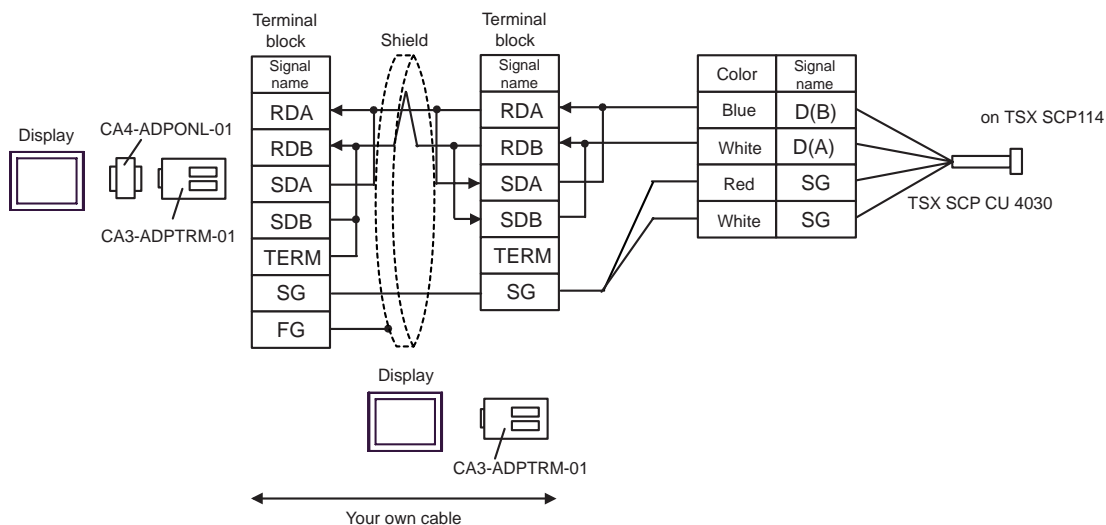 Terminal
block
Shield
Terminal
block
Signal
name
RDA
RDB
SDA
SDB
TERM
SG
FG
Signal
name
RDA
RDB
SDA
SDB
TERM
SG
Color
Signal
name
Blue
D(B)
White
D(A)
Red
SG
White
SG
on TSX SCP114
TSX SCP CU 4030
Display
CA4-ADPONL-01
CA3-ADPTRM-01
Display
CA3-ADPTRM-01
Your own cable